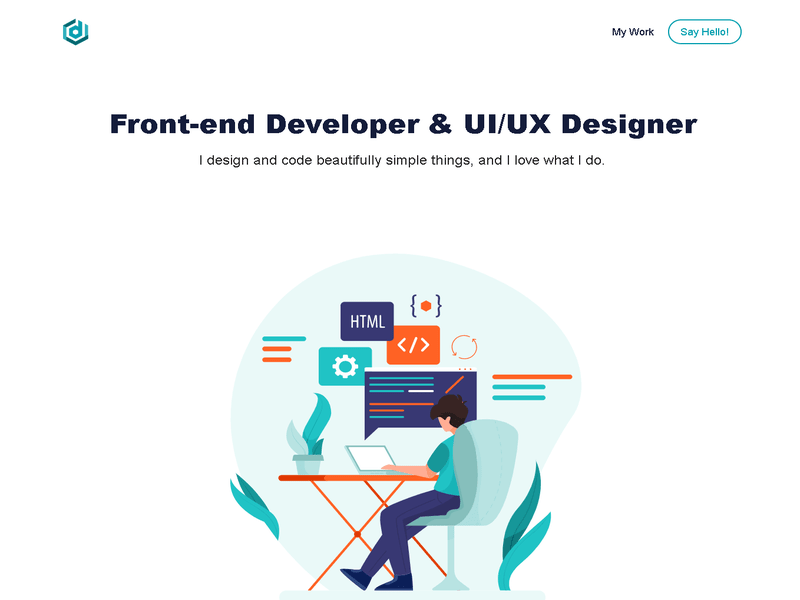 My Work
Say Hello!
Front-end Developer & UI/UX Designer
I design and code beautifully simple things, and I love what I do.
{ }
HTML
</>